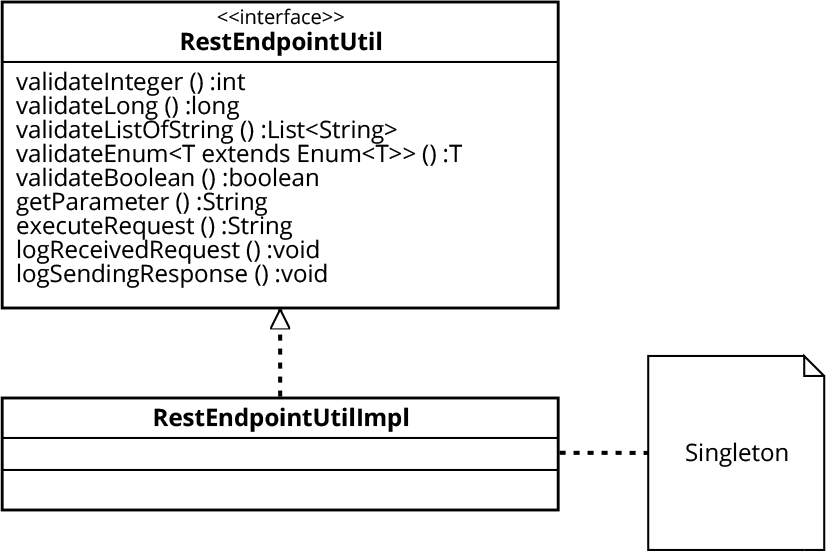 <<interface>>
RestEndpointUtil
validateInteger () :int
validateLong () :long
validateListOfString () :List<String>
validateEnum<T extends Enum<T>> () :T
validateBoolean () :boolean
getParameter () :String
executeRequest () :String
logReceivedRequest () :void
logSendingResponse () :void
RestEndpointUtilImpl
Singleton